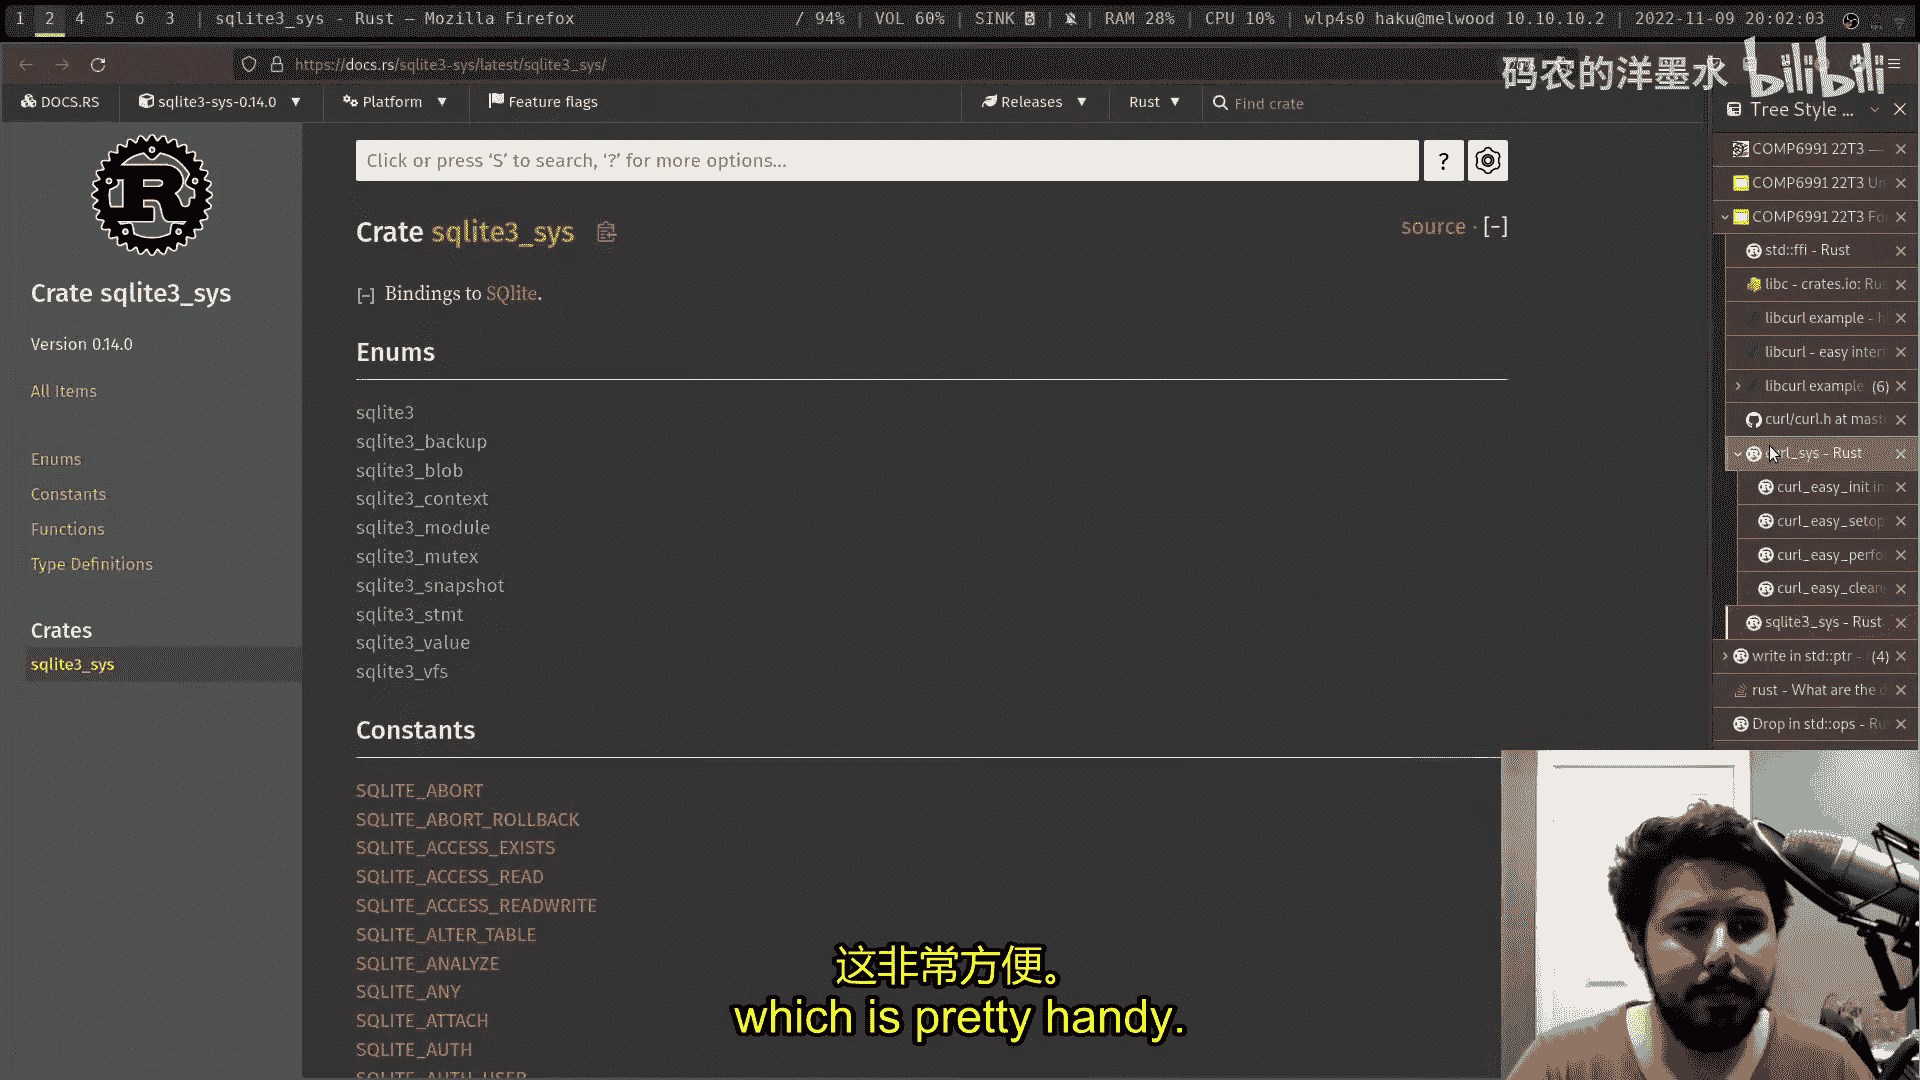 1 2 4 5 6 3 | sqlite3_sys - Rust — Mozilla Firefox
/ 94% | VOL 60% | SINK | RAM 28% | CPU 10% | wlp4s0 haku@melwood 10.10.10.2 | 2022-11-09 20:02:03
https://docs.rs/sqlite3-sys/latest/sqlite3_sys/
码农的洋墨水 bilibili
DOCS.RS sqlite3-sys-0.14.0 Platform Feature flags Releases Rust Find crate
Tree Style ...
Crate sqlite3_sys
Version 0.14.0
All Items
Enums
Constants
Functions
Type Definitions
Crates
sqlite3_sys
Click or press ‘S’ to search, ‘?’ for more options...
?
Crate sqlite3_sys
source · [-]
[-] Bindings to SQlite.
Enums
sqlite3
sqlite3_backup
sqlite3_blob
sqlite3_context
sqlite3_module
sqlite3_mutex
sqlite3_snapshot
sqlite3_stmt
sqlite3_value
sqlite3_vfs
Constants
SQLITE_ABORT
SQLITE_ABORT_ROLLBACK
SQLITE_ACCESS_EXISTS
SQLITE_ACCESS_READ
SQLITE_ACCESS_READWRITE
SQLITE_ALTER_TABLE
SQLITE_ANALYZE
SQLITE_ANY
SQLITE_ATTACH
SQLITE_AUTH
SQLITE_AUTH_USER
COMP6991 22T3 —
COMP6991 22T3 Un
COMP6991 22T3 Fo
std::ffi - Rust
libc - crates.io: Rus
libcurl example - h
libcurl - easy inter
libcurl example (6)
curl/curl.h at mast
curl_sys - Rust
curl_easy_init in
curl_easy_setop
curl_easy_perfo
curl_easy_clean
sqlite3_sys - Rust
write in std::ptr - (4)
rust - What are the d
Drop in std::ops - Ru
这非常方便。
which is pretty handy.